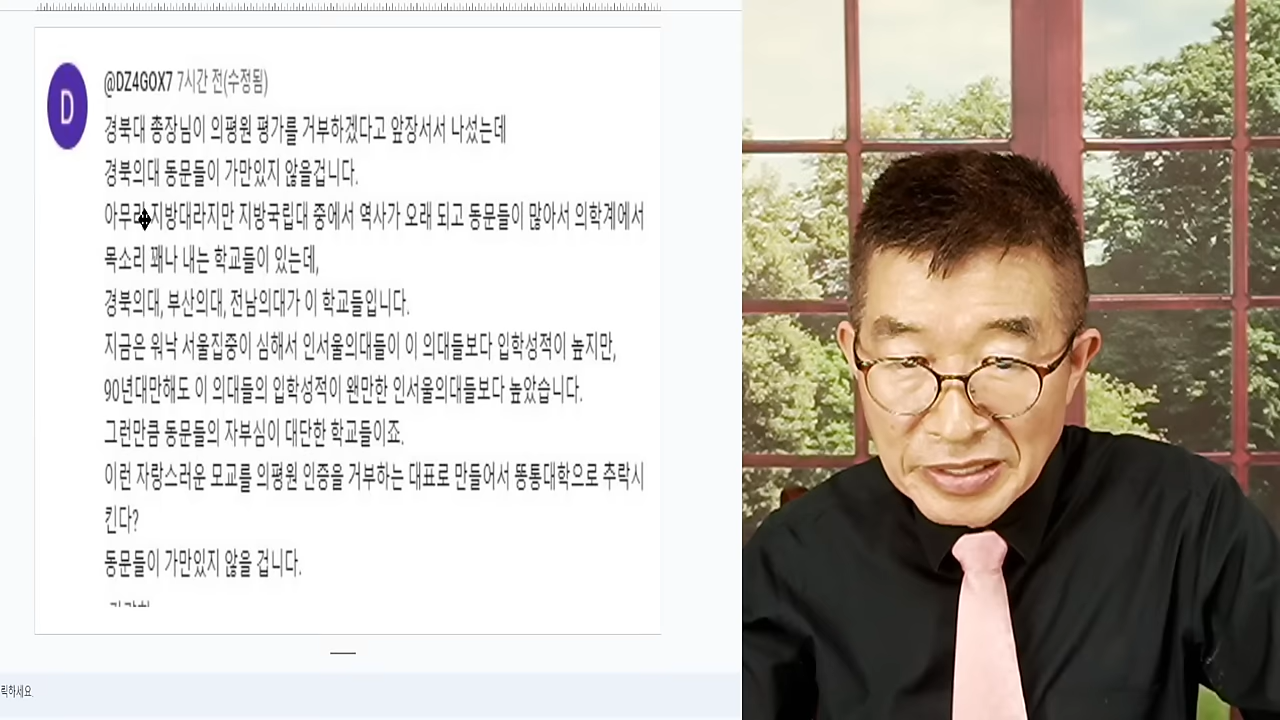 @DZ4GOX7 7시간 전(수정됨)
D
경북대 총장님이 의평원 평가를 거부하겠다고 앞장서서 나섰는데
경북의대 동문들이 가만있지 않을겁니다.
아무리 지방대라지만 지방국립대 중에서 역사가 오래 되고 동문들이 많아서 의학계에서
목소리 꽤나 내는 학교들이 있는데,
경북의대, 부산의대, 전남의대가 이 학교들입니다.
지금은 워낙 서울집중이 심해서 인서울의대들이 이 의대들보다 입학성적이 높지만,
90년대만해도 이 의대들의 입학성적이 왠만한 인서울의대들보다 높았습니다.
그런만큼 동문들의 자부심이 대단한 학교들이죠.
이런 자랑스러운 모교를 의평원 인증을 거부하는 대표로 만들어서 똥통대학으로 추락시
킨다?
동문들이 가만있지 않을 겁니다.
릭하세요.